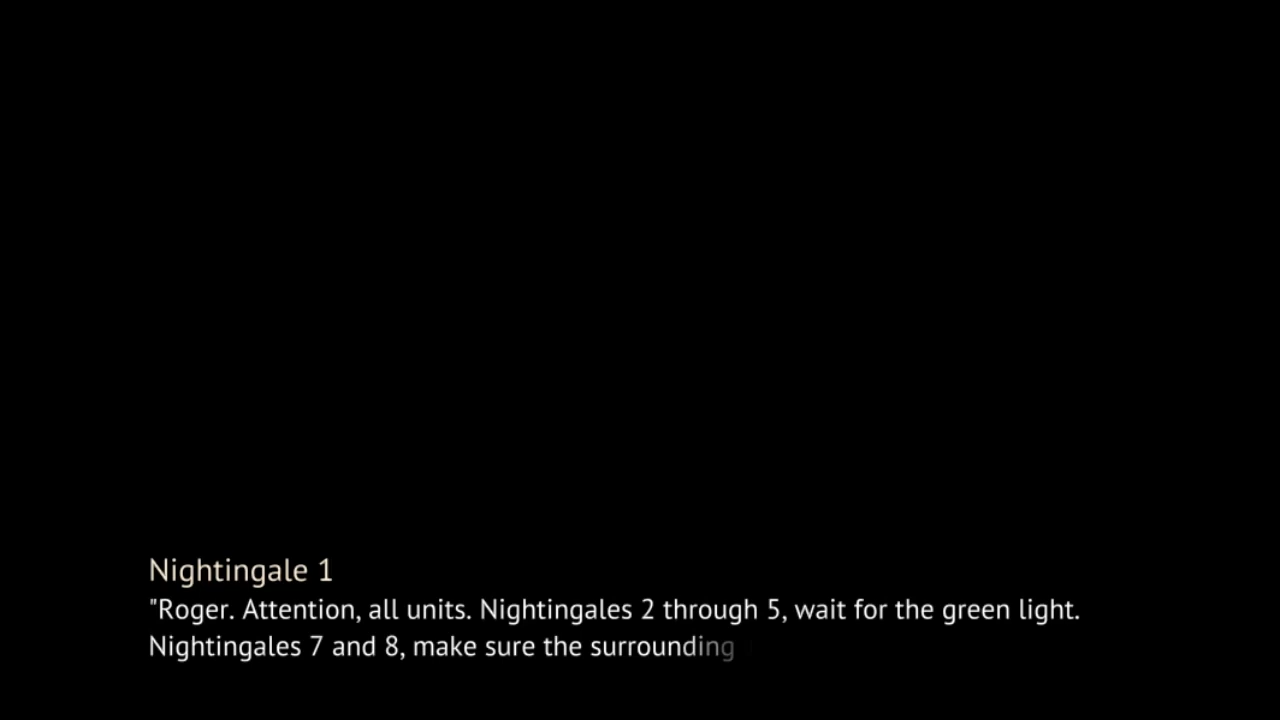 Nightingale 1
"Roger. Attention, all units. Nightingales 2 through 5, wait for the green light.
Nightingales 7 and 8, make sure the surrounding